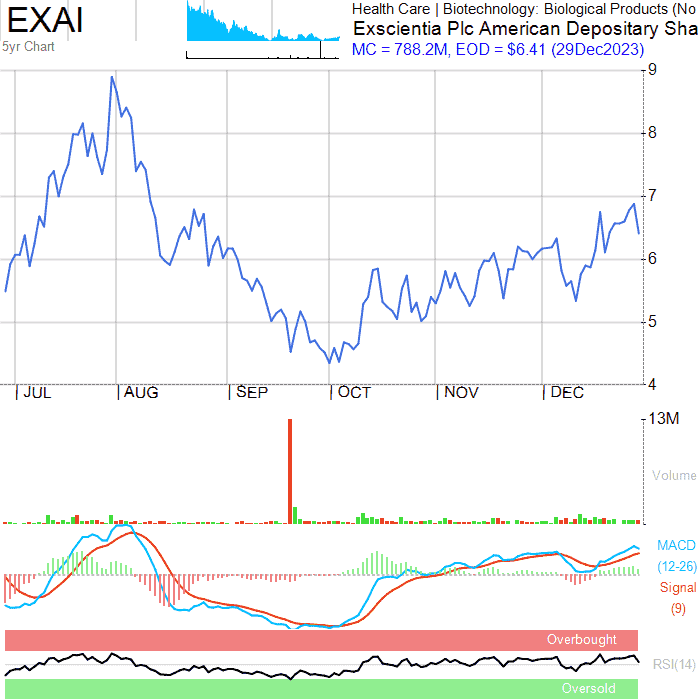 EXAI
5yr Chart
Health Care | Biotechnology: Biological Products (No
Exscientia Plc American Depositary Sha
MC = 788.2M, EOD = $6.41 (29Dec2023)
9
8
7
6
5
4
JUL AUG SEP OCT NOV DEC
13M
Volume
MACD
(12-26)
Signal
(9)
Overbought
RSI(14)
Oversold